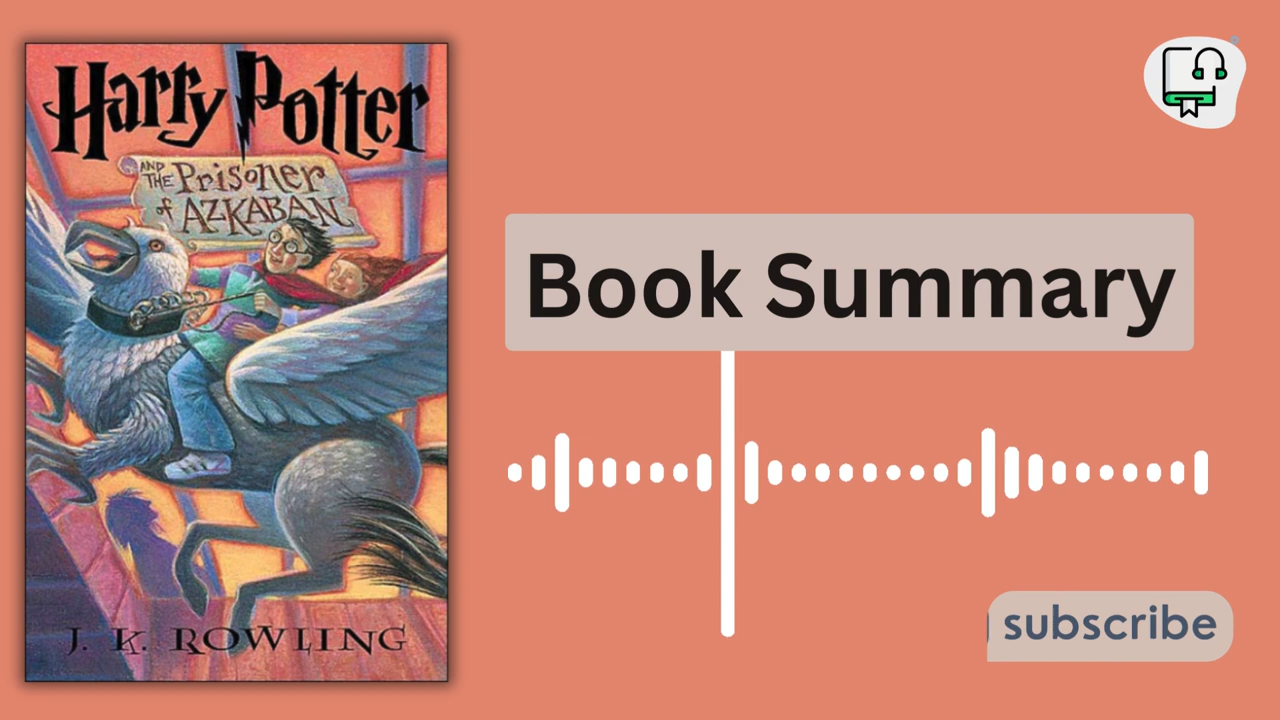 Harry Potter
AND THE Prisoner
of AZKABAN
J. K. ROWLING
Book Summary
subscribe